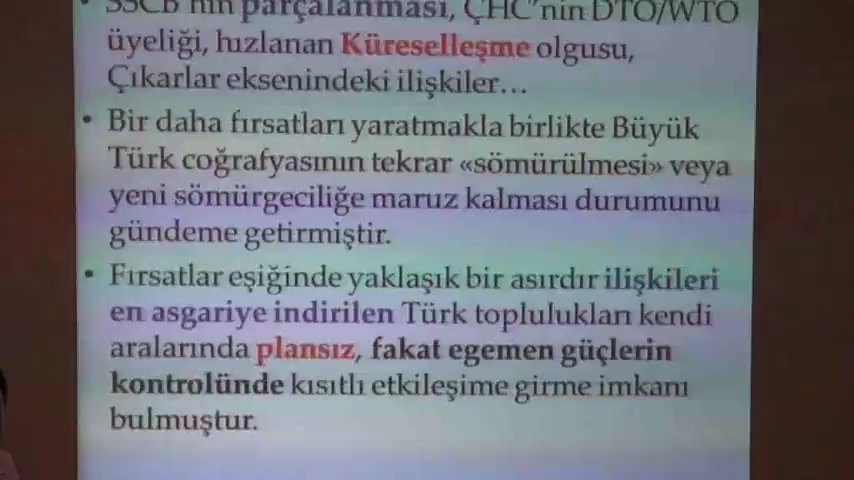 • SSCB'nin parçalanması, ÇHC'nin DTO/WTO
üyeliği, hızlanan Küreselleşme olgusu,
Çıkarlar eksenindeki ilişkiler…
• Bir daha fırsatları yaratmakla birlikte Büyük
Türk coğrafyasının tekrar «sömürülmesi» veya
yeni sömürgeciliğe maruz kalması durumunu
gündeme getirmiştir.
• Fırsatlar eşiğinde yaklaşık bir asırdır ilişkileri
en asgariye indirilen Türk toplulukları kendi
aralarında plansız, fakat egemen güçlerin
kontrolünde kısıtlı etkileşime girme imkanı
bulmuştur.